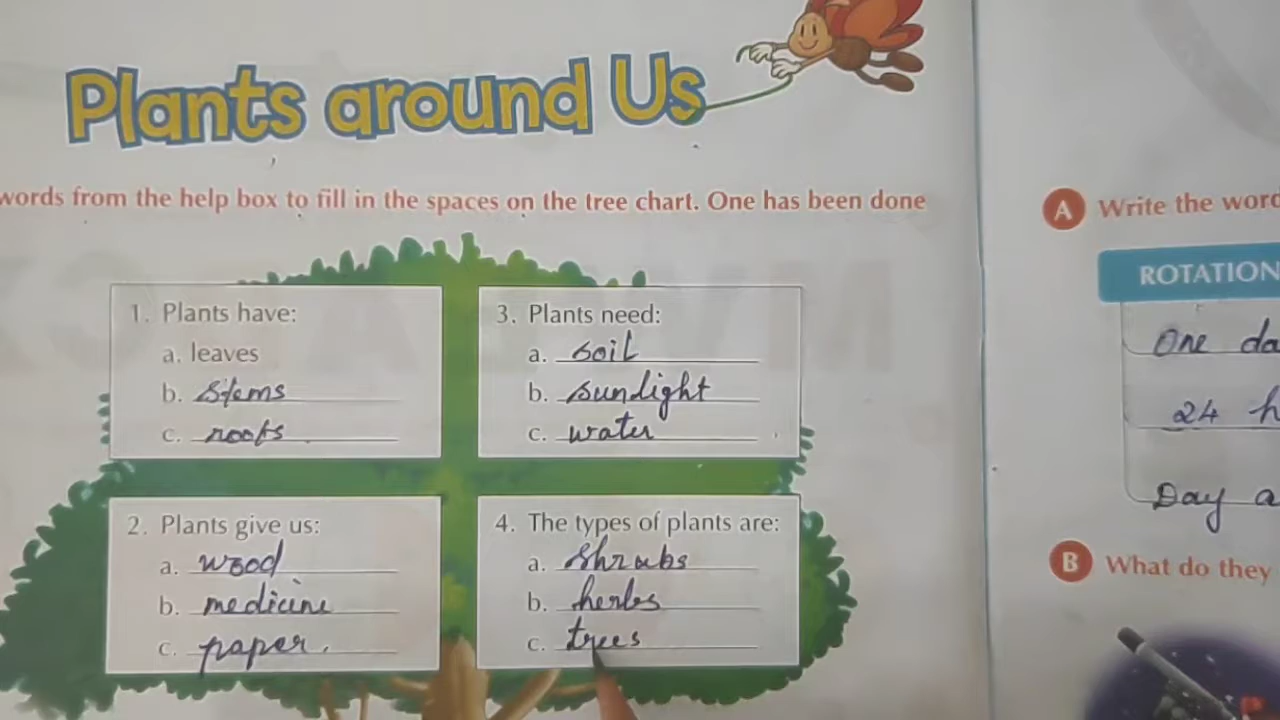 Plants around Us
words from the help box to fill in the spaces on the tree chart. One has been done
1. Plants have:
a. leaves
b. stems
c. roots
2. Plants give us:
a. wood
b. medicine
c. paper.
3. Plants need:
a. soil
b. sunlight
c. water
4. The types of plants are:
a. shrubs
b. herbs
c. trees
A Write the word
ROTATION
One da
24 h
Day a
B What do they